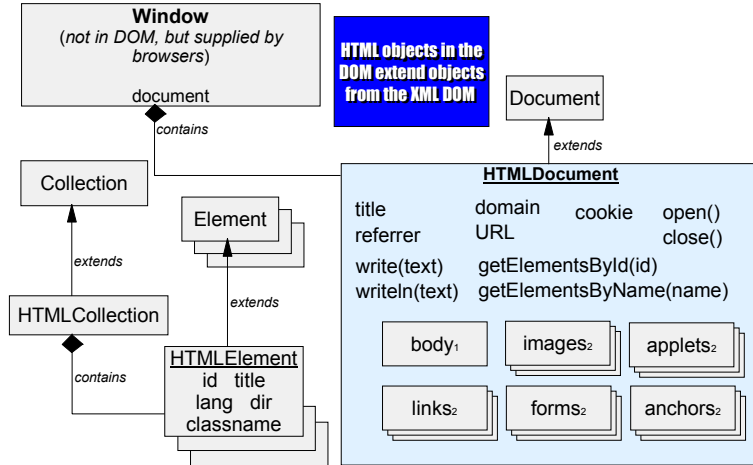 Window
(not in DOM, but supplied by
browsers)
document
HTML objects in the
DOM extend objects
from the XML DOM
Document
contains
extends
Collection
Element
extends
extends
HTMLCollection
contains
HTMLElement
id title
lang dir
classname
HTMLDocument
title domain cookie open()
referrer URL close()
write(text) getElementsById(id)
writeln(text) getElementsByName(name)
body1 images2 applets2
links2 forms2 anchors2